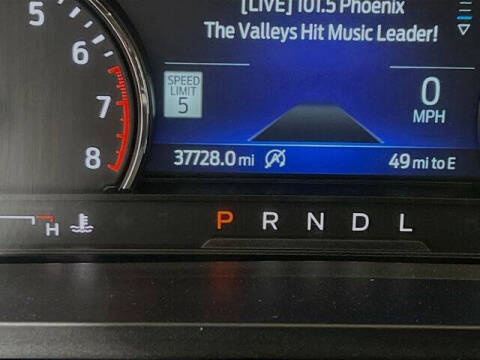 [LIVE] 101.5 Phoenix
The Valleys Hit Music Leader!
5
6
7
8
SPEED
LIMIT
5
0
MPH
37728.0 mi
49 mi to E
H
P R N D L